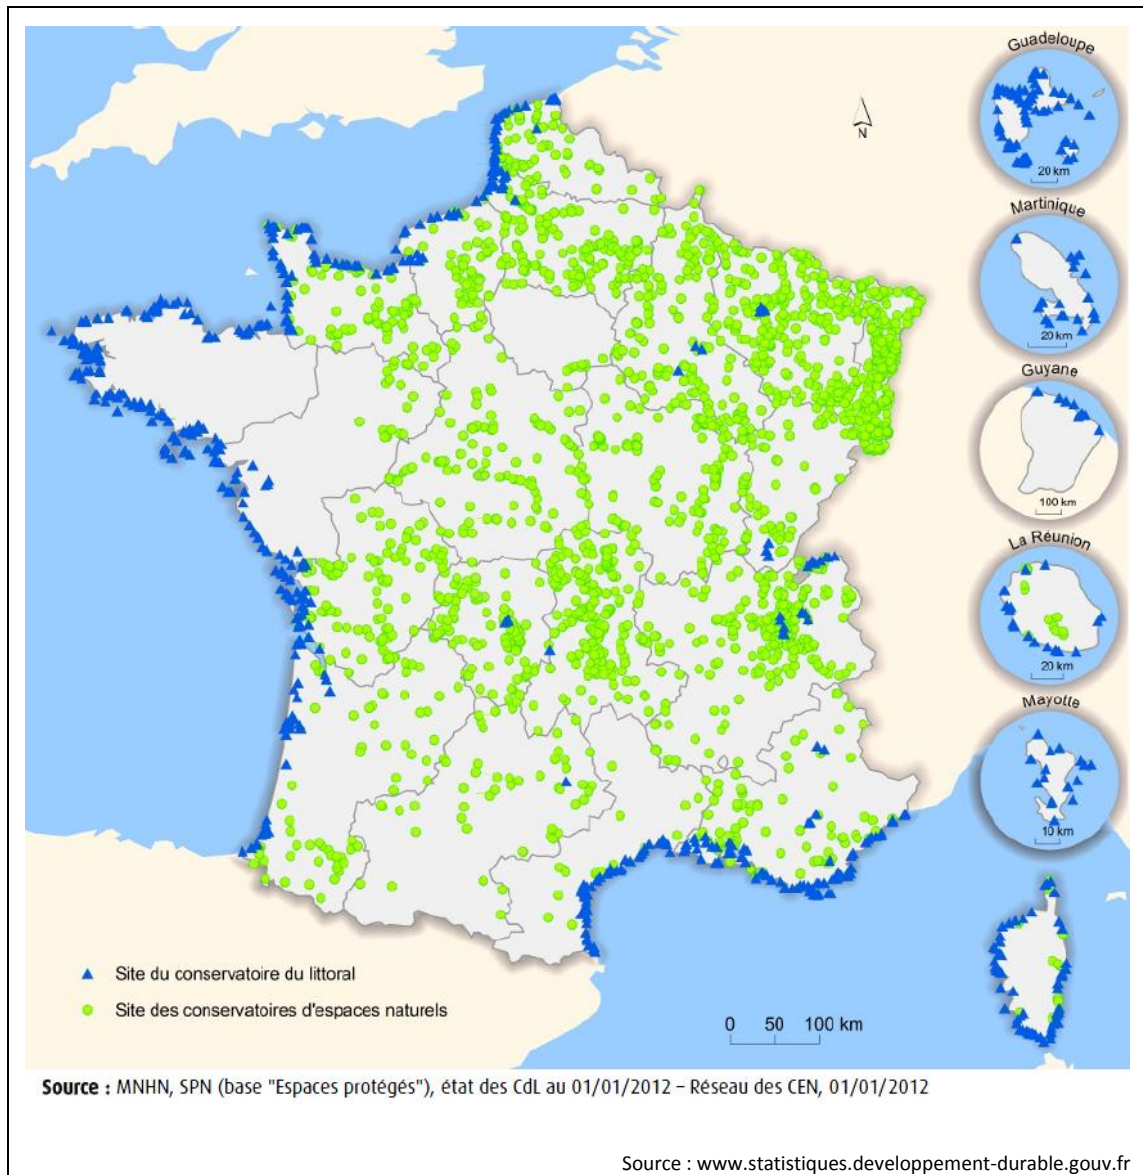 Guadeloupe
20 km
N
Martinique
20 km
Guyane
100 km
La Réunion
20 km
Mayotte
10 km
Site du conservatoire du littoral
Site des conservatoires d'espaces naturels
0 50 100 km
Source : MNHN, SPN (base "Espaces protégés"), état des CdL au 01/01/2012 – Réseau des CEN, 01/01/2012
Source : www.statistiques.developpement-durable.gouv.fr